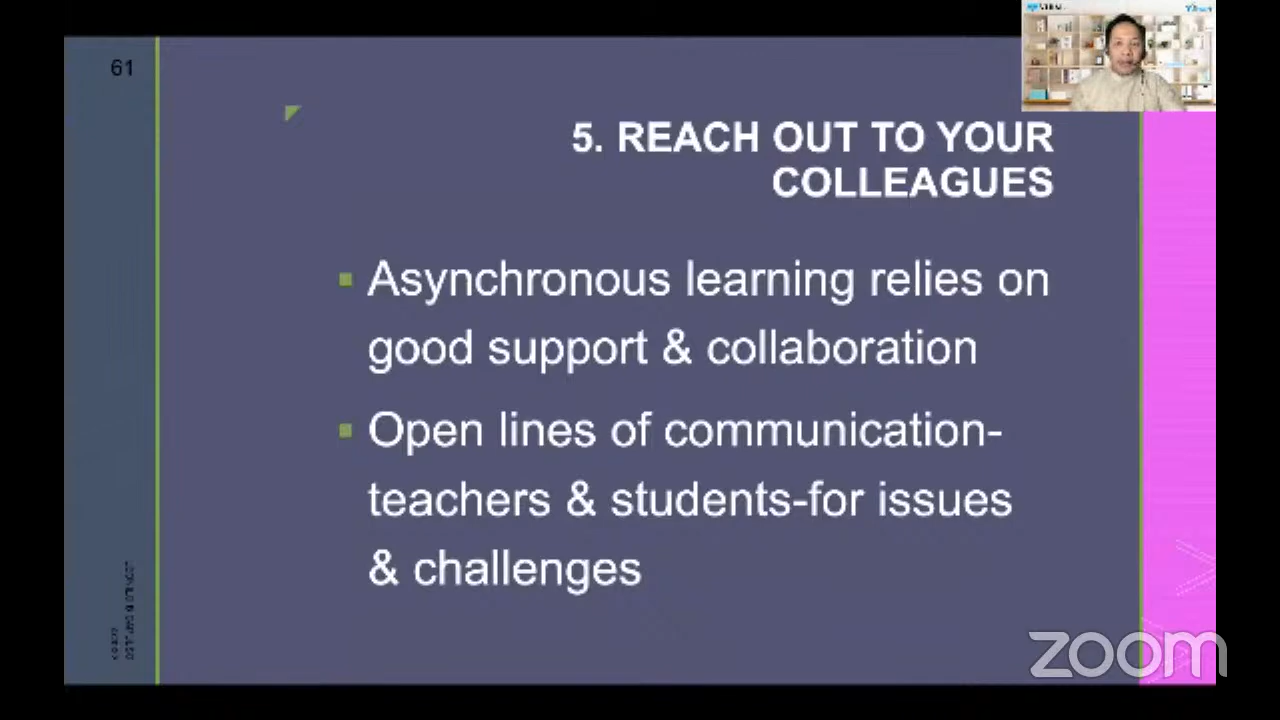 61
5. REACH OUT TO YOUR
COLLEAGUES
Asynchronous learning relies on
good support & collaboration
Open lines of communication-
teachers & students-for issues
& challenges
zoom